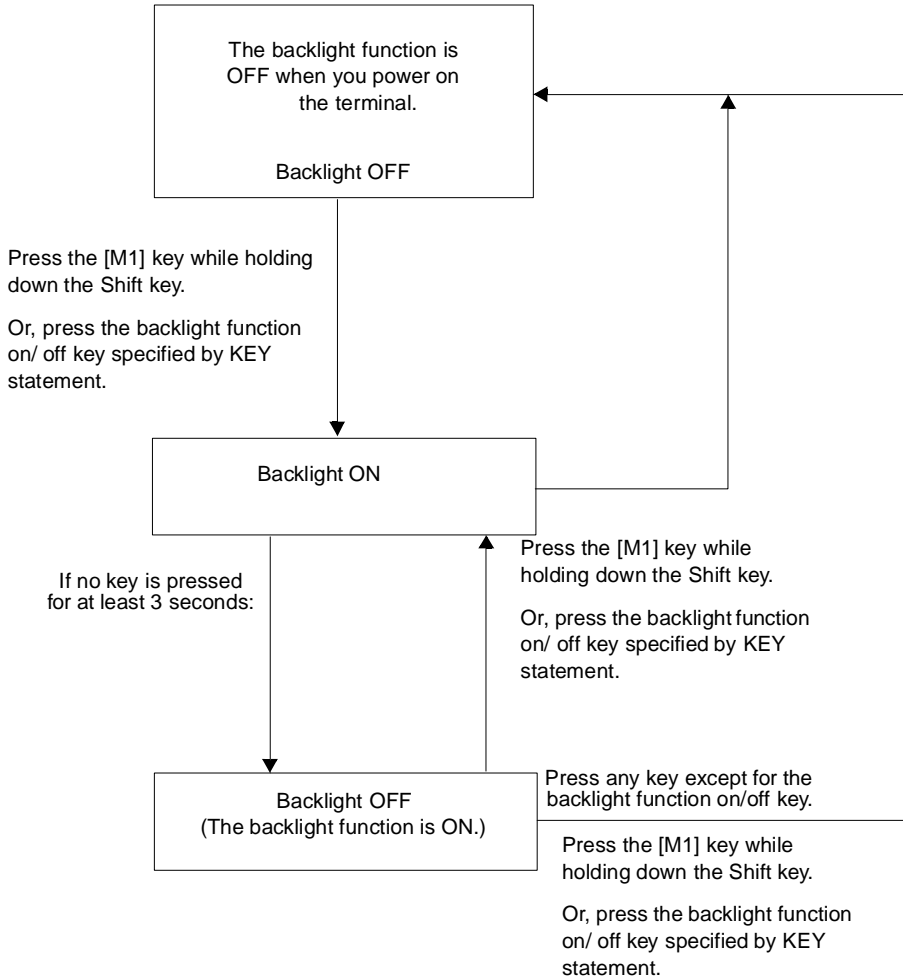 The backlight function is
OFF when you power on
the terminal.
Backlight OFF
Press the [M1] key while holding
down the Shift key.
Or, press the backlight function
on/ off key specified by KEY
statement.
Backlight ON
If no key is pressed
for at least 3 seconds:
Press the [M1] key while
holding down the Shift key.
Or, press the backlight function
on/ off key specified by KEY
statement.
Backlight OFF
(The backlight function is ON.)
Press any key except for the
backlight function on/off key.
Press the [M1] key while
holding down the Shift key.
Or, press the backlight function
on/ off key specified by KEY
statement.